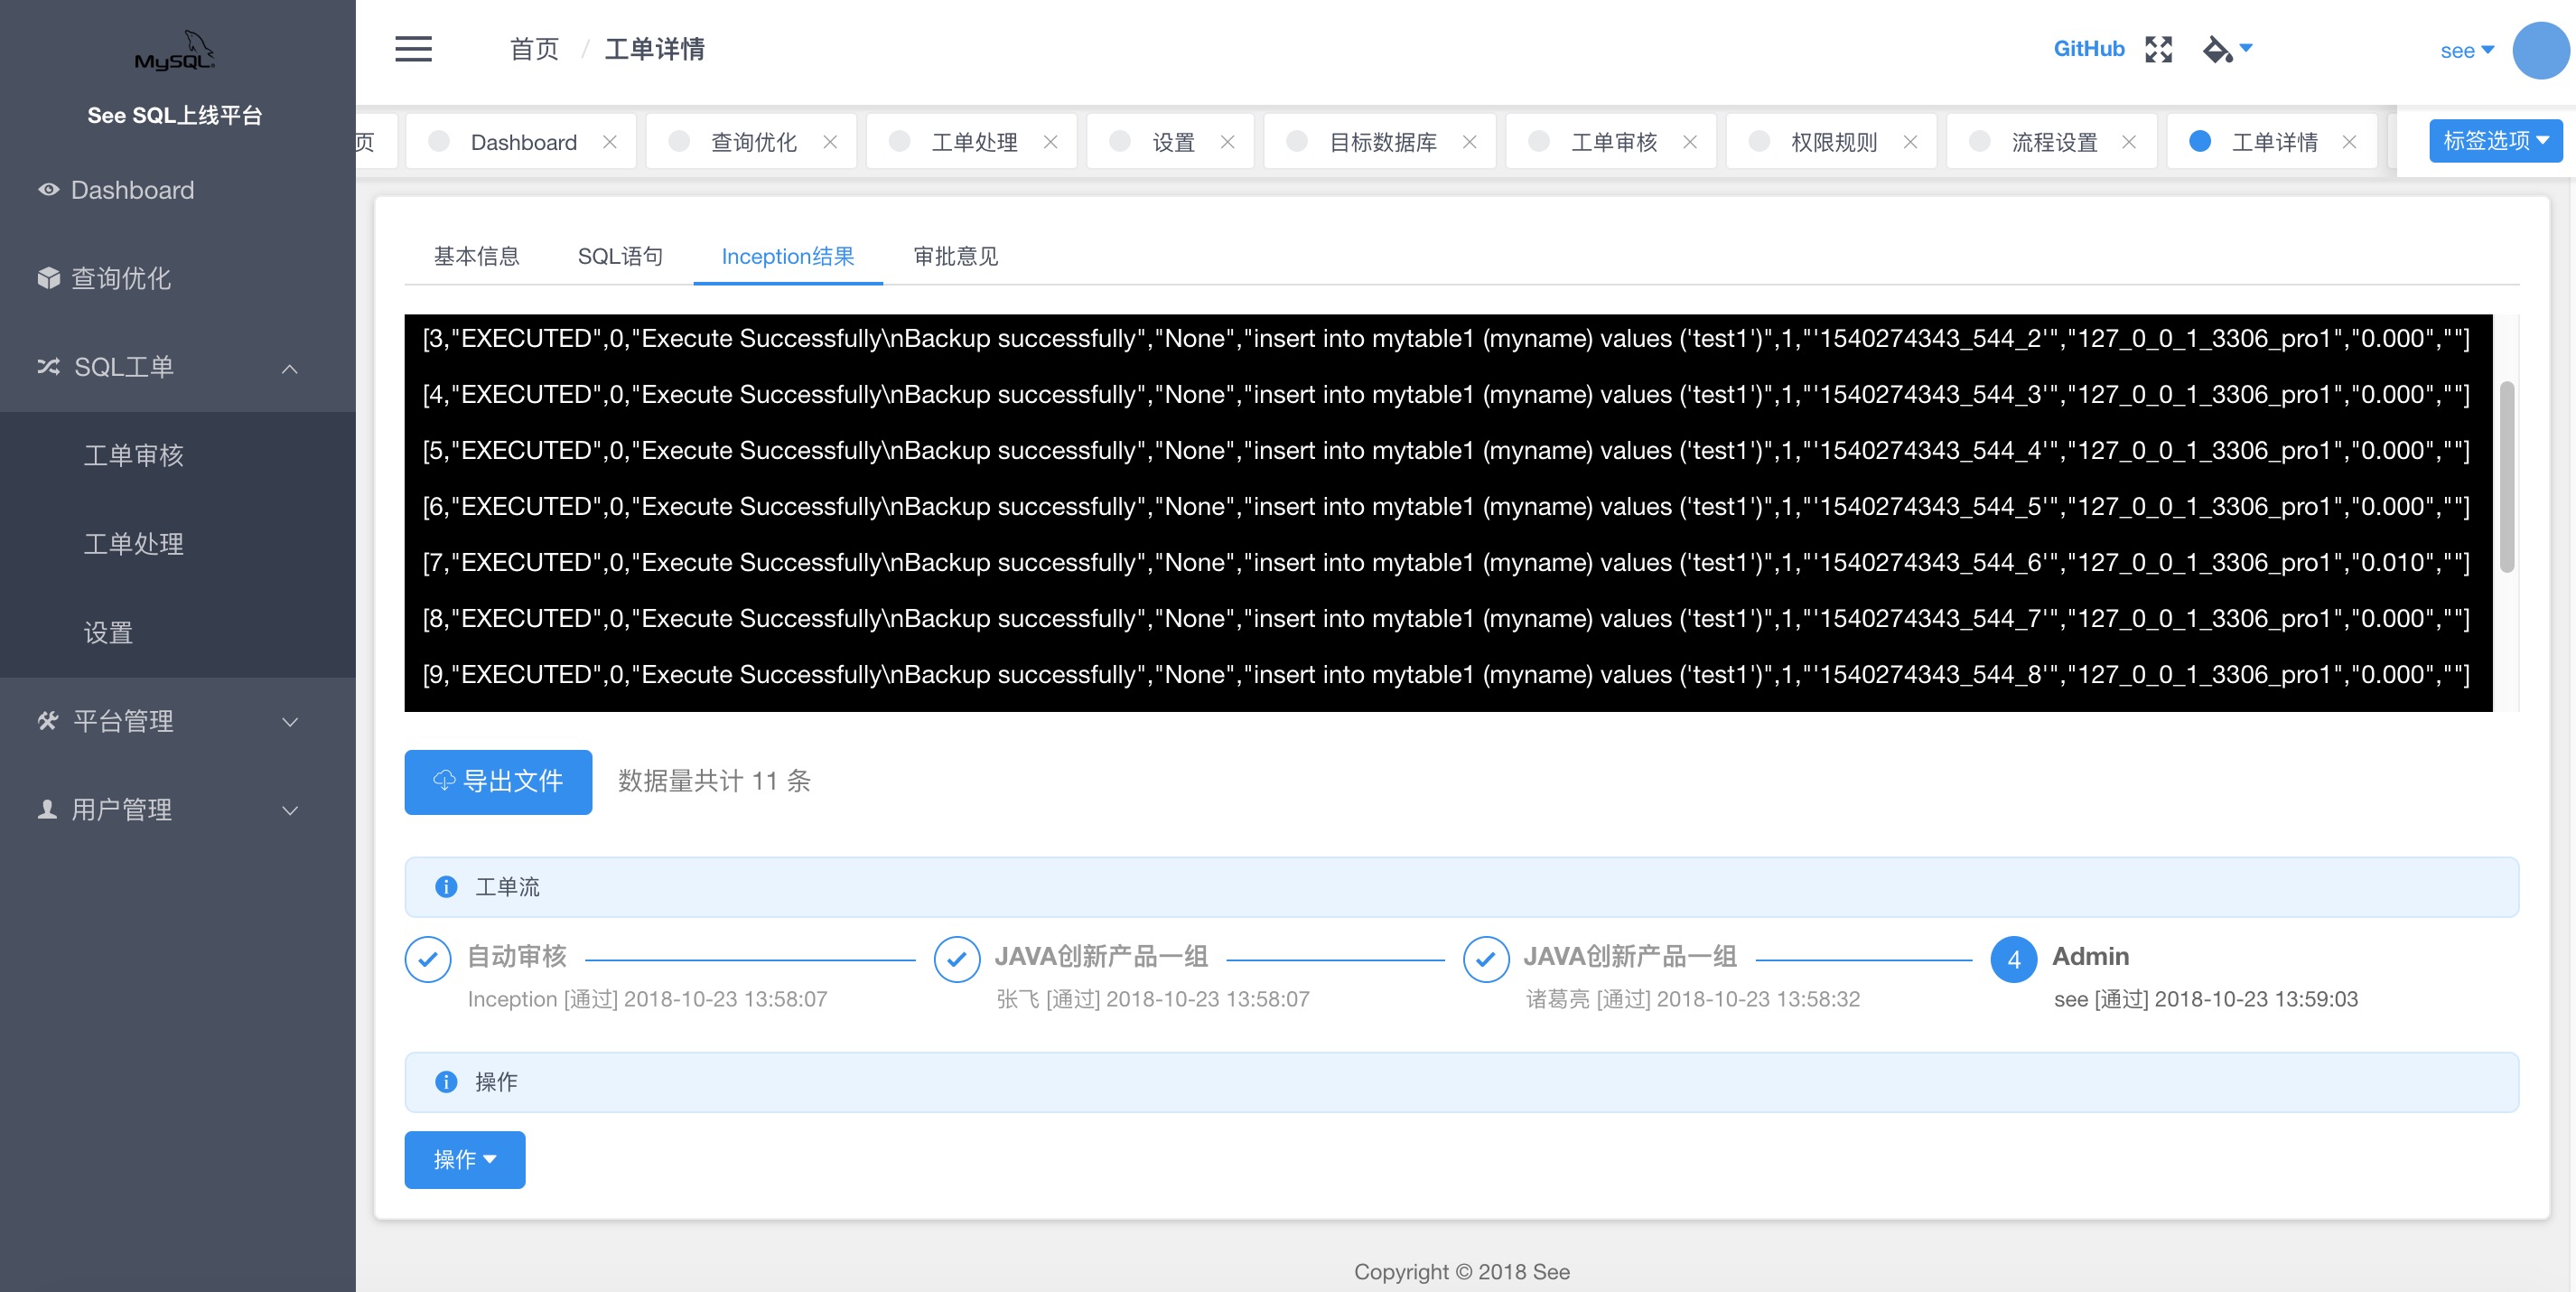 MySQL
See SQL上线平台
Dashboard
查询优化
SQL工单
工单审核
工单处理
设置
平台管理
用户管理
首页 / 工单详情
GitHub
see
页
Dashboard
查询优化
工单处理
设置
目标数据库
工单审核
权限规则
流程设置
工单详情
标签选项
基本信息
SQL语句
Inception结果
审批意见
[3,"EXECUTED",0,"Execute Successfully\nBackup successfully","None","insert into mytable1 (myname) values ('test1')",1,"'1540274343_544_2'","127_0_0_1_3306_pro1","0.000",""]
[4,"EXECUTED",0,"Execute Successfully\nBackup successfully","None","insert into mytable1 (myname) values ('test1')",1,"'1540274343_544_3'","127_0_0_1_3306_pro1","0.000",""]
[5,"EXECUTED",0,"Execute Successfully\nBackup successfully","None","insert into mytable1 (myname) values ('test1')",1,"'1540274343_544_4'","127_0_0_1_3306_pro1","0.000",""]
[6,"EXECUTED",0,"Execute Successfully\nBackup successfully","None","insert into mytable1 (myname) values ('test1')",1,"'1540274343_544_5'","127_0_0_1_3306_pro1","0.000",""]
[7,"EXECUTED",0,"Execute Successfully\nBackup successfully","None","insert into mytable1 (myname) values ('test1')",1,"'1540274343_544_6'","127_0_0_1_3306_pro1","0.010",""]
[8,"EXECUTED",0,"Execute Successfully\nBackup successfully","None","insert into mytable1 (myname) values ('test1')",1,"'1540274343_544_7'","127_0_0_1_3306_pro1","0.000",""]
[9,"EXECUTED",0,"Execute Successfully\nBackup successfully","None","insert into mytable1 (myname) values ('test1')",1,"'1540274343_544_8'","127_0_0_1_3306_pro1","0.000",""]
导出文件
数据量共计 11 条
工单流
自动审核
Inception [通过] 2018-10-23 13:58:07
JAVA创新产品一组
张飞 [通过] 2018-10-23 13:58:07
JAVA创新产品一组
诸葛亮 [通过] 2018-10-23 13:58:32
4
Admin
see [通过] 2018-10-23 13:59:03
操作
操作
Copyright © 2018 See